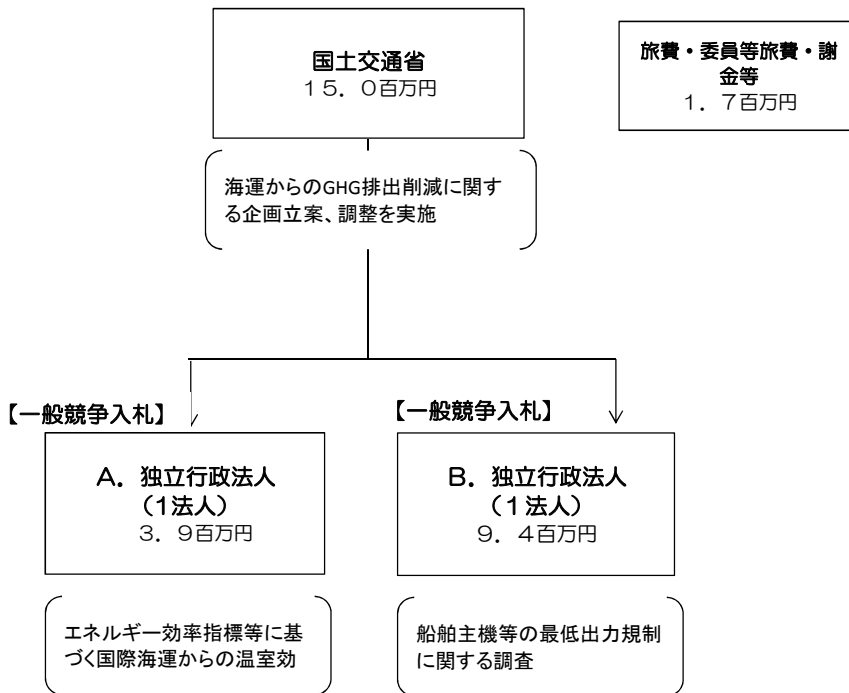 国土交通省
１５．０百万円
旅費・委員等旅費・謝
金等
１．７百万円
海運からのGHG排出削減に関す
る企画立案、調整を実施
【一般競争入札】
【一般競争入札】
A．独立行政法人
（1法人）
３．９百万円
B．独立行政法人
（１法人）
９．４百万円
エネルギー効率指標等に基
づく国際海運からの温室効
船舶主機等の最低出力規制
に関する調査